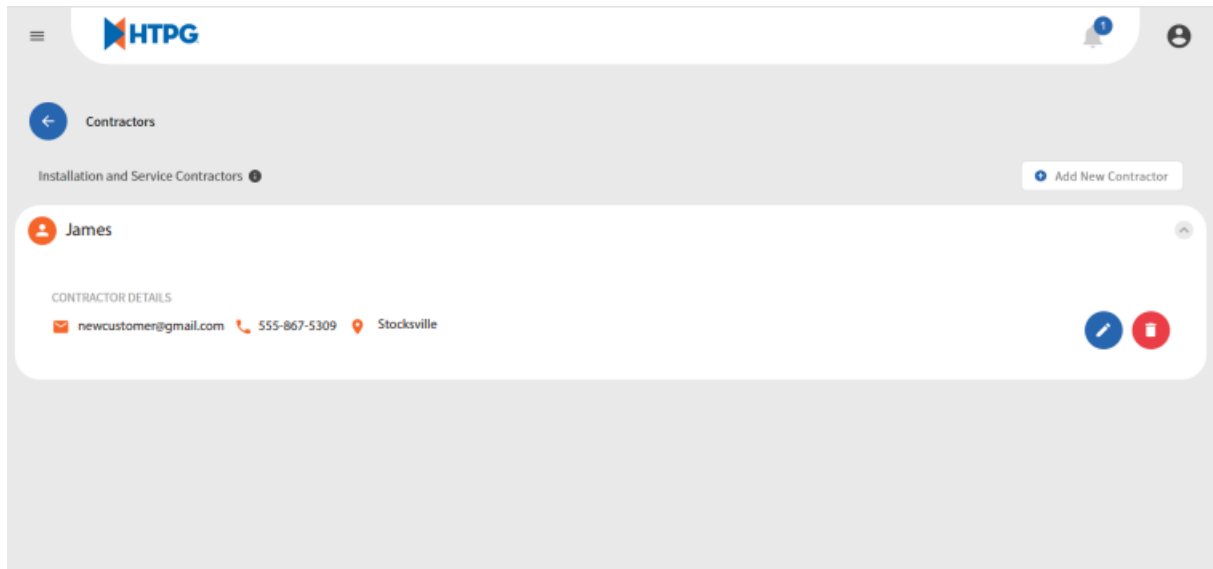 HTPG
1
Contractors
Installation and Service Contractors
Add New Contractor
James
CONTRACTOR DETAILS
newcustomer@gmail.com 555-867-5309 Stocksville